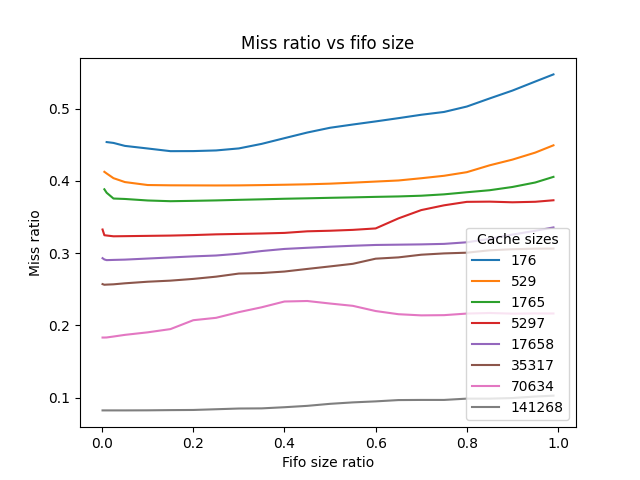 Miss ratio vs fifo size
Miss ratio
0.5
0.4
0.3
0.2
0.1
0.0 0.2 0.4 0.6 0.8 1.0
Fifo size ratio
Cache sizes
176
529
1765
5297
17658
35317
70634
141268